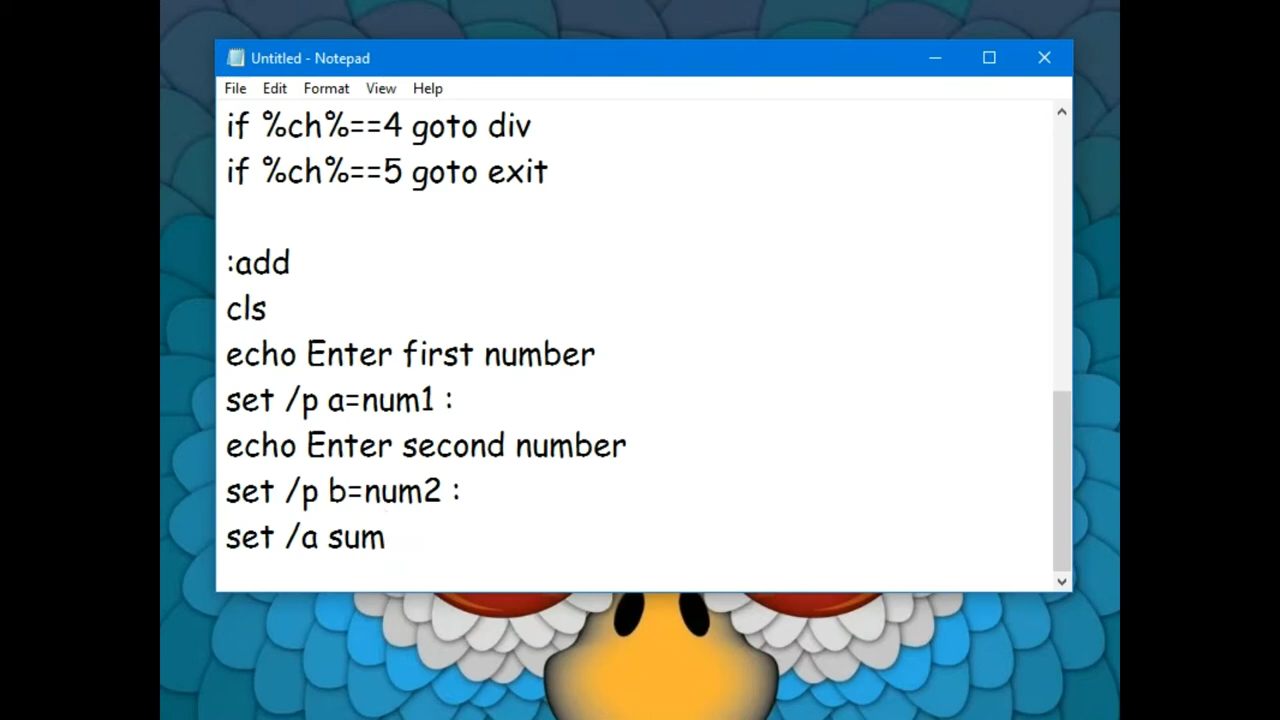 Untitled - Notepad
File Edit Format View Help
if %ch%==4 goto div
if %ch%==5 goto exit
:add
cls
echo Enter first number
set /p a=num1 :
echo Enter second number
set /p b=num2 :
set /a sum